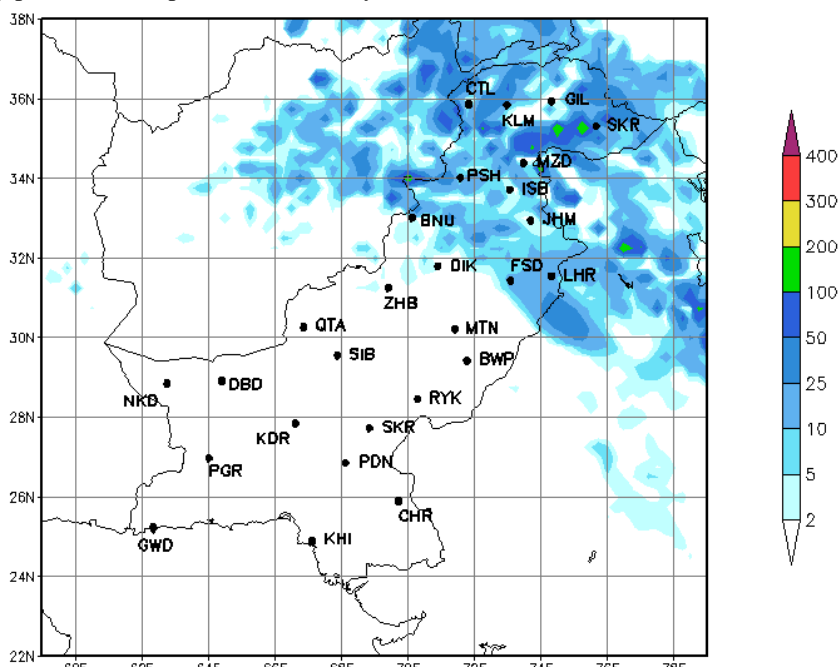 38N
CTL
GIL
36N
KLM
SKR
MZD
34N
PSH
ISB
BNU
JHM
32N
DIK
FSD
LHR
ZHB
30N
QTA
MTN
SIB
BWP
DBD
NKD
28N
RYK
KDR
SKR
PGR
PDN
26N
CHR
GWD
KHI
24N
22N
400
300
200
100
50
25
10
5
2